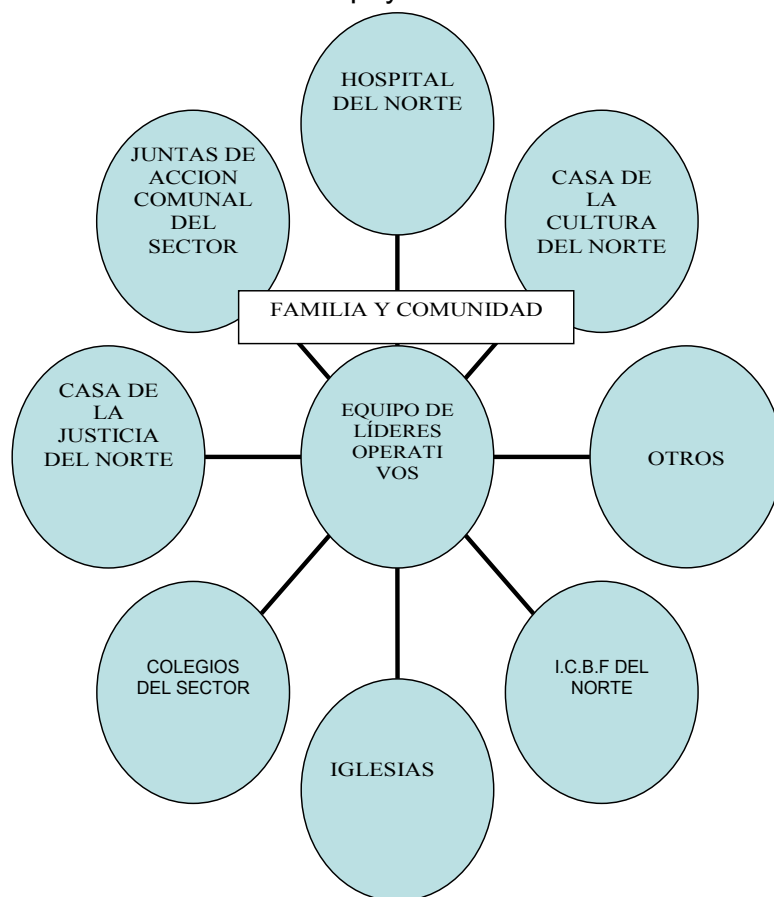 HOSPITAL
DEL NORTE
JUNTAS DE
ACCION
COMUNAL
DEL
SECTOR
CASA DE
LA
CULTURA
DEL NORTE
FAMILIA Y COMUNIDAD
CASA DE
LA
JUSTICIA
DEL NORTE
EQUIPO DE
LÍDERES
OPERATI
VOS
OTROS
COLEGIOS
DEL SECTOR
I.C.B.F DEL
NORTE
IGLESIAS